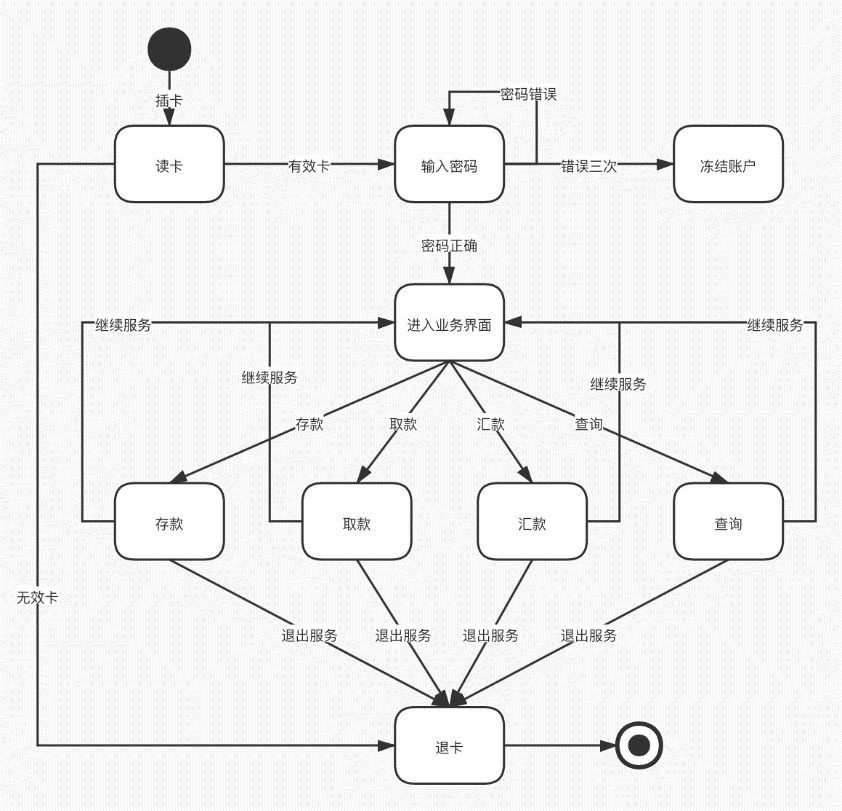 插卡
密码错误
读卡
有效卡
输入密码
错误三次
冻结账户
密码正确
继续服务
进入业务界面
继续服务
继续服务
继续服务
存款
取款
汇款
查询
存款
取款
汇款
查询
无效卡
退出服务
退出服务
退出服务
退出服务
退卡